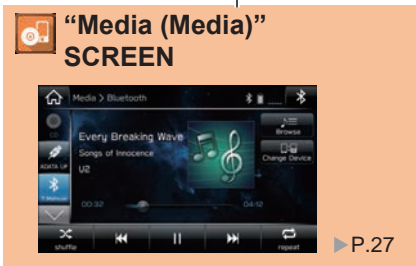 “Media (Media)”
SCREEN
Media > Bluetooth
CD
Every Breaking Wave
Browse
ADATA UF
Songs of Innocence
Change Device
U2
00:32
04:12
shuffle
repeat
▶P.27